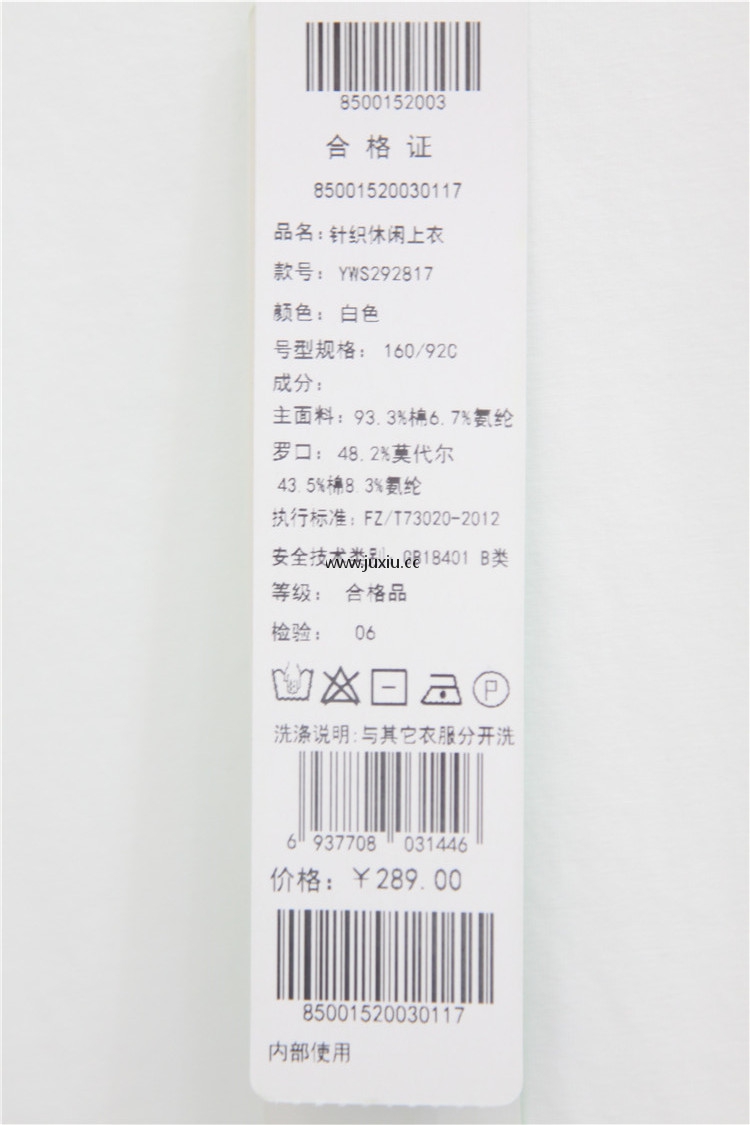 8500152003
合格证
85001520030117
品名：针织休闲上衣
款号：YWS292817
颜色：白色
号型规格：160/92C
成分：
主面料：93.3%棉6.7%氨纶
罗口：48.2%莫代尔
43.5%棉8.3%氨纶
执行标准：FZ/T73020-2012
安全技术类别 GB18401 B类
www.juxiu.cc
等级：合格品
检验：06
P
洗涤说明:与其它衣服分开洗
6 937708 031446
价格：￥289.00
85001520030117
内部使用